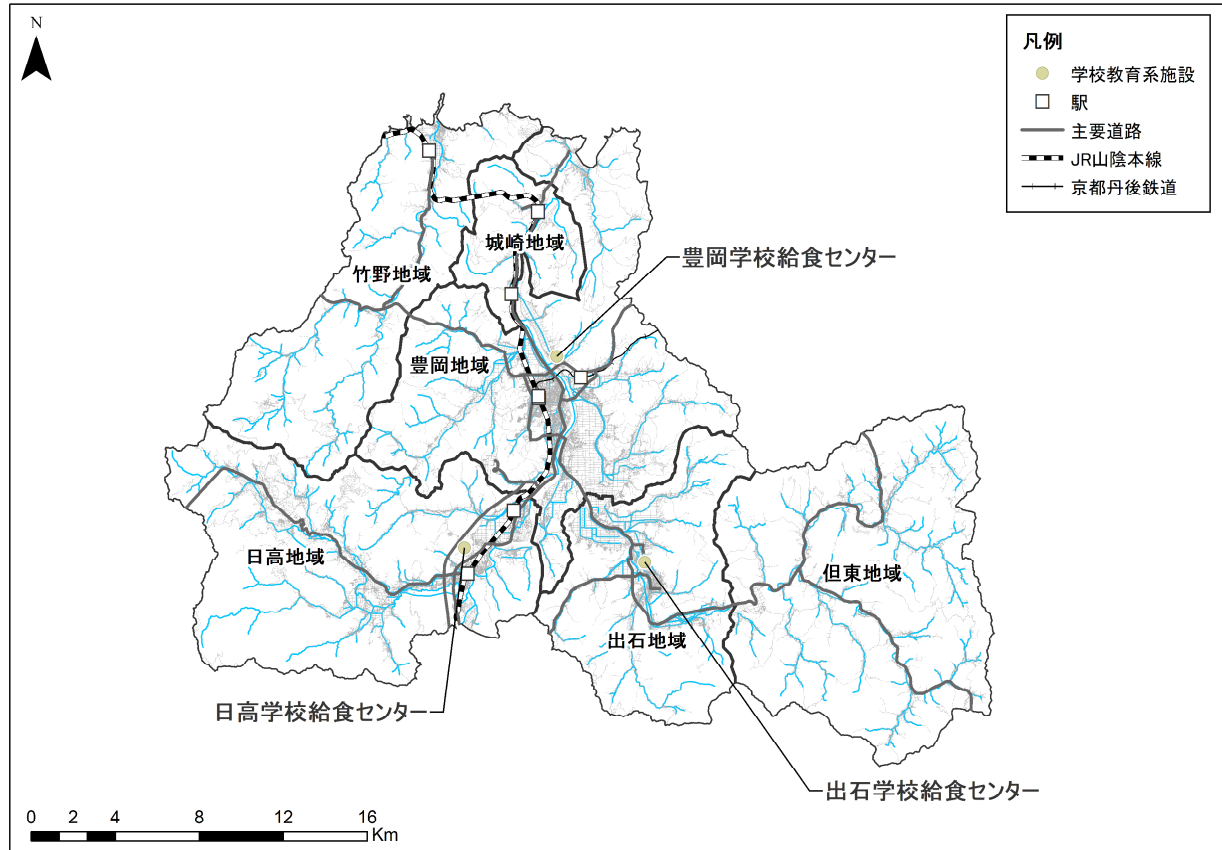 N
凡例
学校教育系施設
駅
主要道路
JR山陰本線
京都丹後鉄道
城崎地域
豊岡学校給食センター
竹野地域
豊岡地域
日高地域
但東地域
出石地域
日高学校給食センター
出石学校給食センター
0 2 4 8 12 16
Km